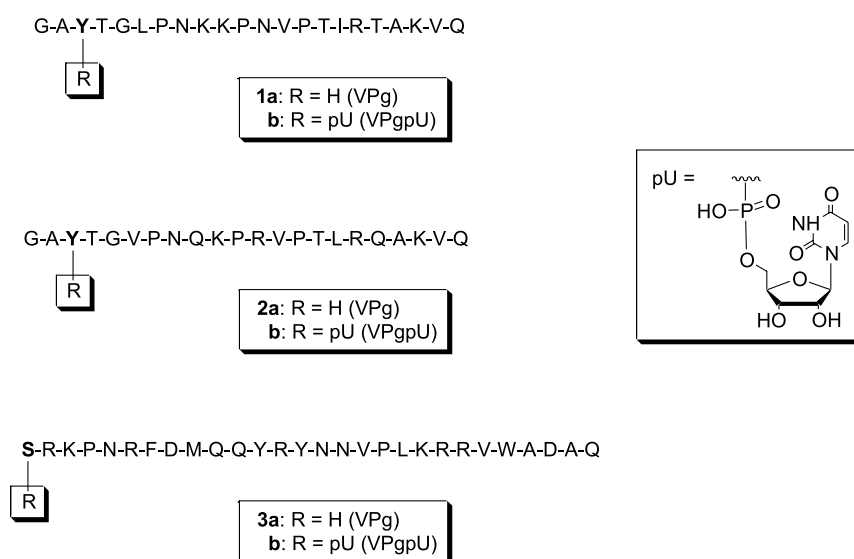 G-A-Y-T-G-L-P-N-K-K-P-N-V-P-T-I-R-T-A-K-V-Q
R
1a: R = H (VPg)
b: R = pU (VPgpU)
pU =
HO P O
O
O
NH
O N
O
HO OH
G-A-Y-T-G-V-P-N-Q-K-P-R-V-P-T-L-R-Q-A-K-V-Q
R
2a: R = H (VPg)
b: R = pU (VPgpU)
S-R-K-P-N-R-F-D-M-Q-Q-Y-R-Y-N-N-V-P-L-K-R-R-V-W-A-D-A-Q
R
3a: R = H (VPg)
b: R = pU (VPgpU)